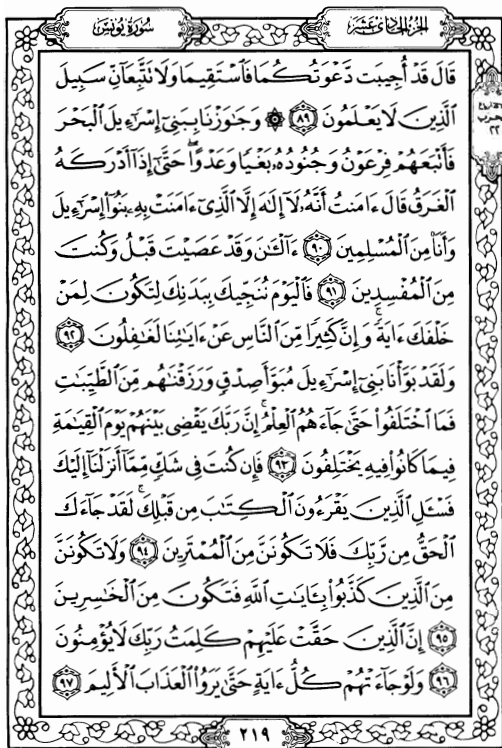 الجزء الحادي عشر
سورة يونس
قَالَ قَدْ أُجِيبَت دَّعْوَتُكُمَا فَٱسْتَقِيمَا وَلَا تَتَّبِعَآنِّ سَبِيلَ
ٱلَّذِينَ لَا يَعْلَمُونَ ٨٩ ۞ وَجَٰوَزْنَا بِبَنِىٓ إِسْرَٰٓءِيلَ ٱلْبَحْرَ
فَأَتْبَعَهُمْ فِرْعَوْنُ وَجُنُودُهُۥ بَغْيًا وَعَدْوًا ۖ حَتَّىٰٓ إِذَآ أَدْرَكَهُ
ٱلْغَرَقُ قَالَ ءَامَنتُ أَنَّهُۥ لَآ إِلَٰهَ إِلَّا ٱلَّذِىٓ ءَامَنَتْ بِهِۦ بَنُوٓا۟ إِسْرَٰٓءِيلَ
وَأَنَا۠ مِنَ ٱلْمُسْلِمِينَ ٩٠ ءَآلْـَٰٔنَ وَقَدْ عَصَيْتَ قَبْلُ وَكُنتَ
مِنَ ٱلْمُفْسِدِينَ ٩١ فَٱلْيَوْمَ نُنَجِّيكَ بِبَدَنِكَ لِتَكُونَ لِمَنْ
خَلْفَكَ ءَايَةً ۚ وَإِنَّ كَثِيرًا مِّنَ ٱلنَّاسِ عَنْ ءَايَٰتِنَا لَغَٰفِلُونَ ٩٢
وَلَقَدْ بَوَّأْنَا بَنِىٓ إِسْرَٰٓءِيلَ مُبَوَّأَ صِدْقٍ وَرَزَقْنَٰهُم مِّنَ ٱلطَّيِّبَٰتِ
فَمَا ٱخْتَلَفُوا۟ حَتَّىٰ جَآءَهُمُ ٱلْعِلْمُ ۚ إِنَّ رَبَّكَ يَقْضِى بَيْنَهُمْ يَوْمَ ٱلْقِيَٰمَةِ
فِيمَا كَانُوا۟ فِيهِ يَخْتَلِفُونَ ٩٣ فَإِن كُنتَ فِى شَكٍّ مِّمَّآ أَنزَلْنَآ إِلَيْكَ
فَسْـَٔلِ ٱلَّذِينَ يَقْرَءُونَ ٱلْكِتَٰبَ مِن قَبْلِكَ ۚ لَقَدْ جَآءَكَ
ٱلْحَقُّ مِن رَّبِّكَ فَلَا تَكُونَنَّ مِنَ ٱلْمُمْتَرِينَ ٩٤ وَلَا تَكُونَنَّ
مِنَ ٱلَّذِينَ كَذَّبُوا۟ بِـَٔايَٰتِ ٱللَّهِ فَتَكُونَ مِنَ ٱلْخَٰسِرِينَ
٩٥ إِنَّ ٱلَّذِينَ حَقَّتْ عَلَيْهِمْ كَلِمَتُ رَبِّكَ لَا يُؤْمِنُونَ
٩٦ وَلَوْ جَآءَتْهُمْ كُلُّ ءَايَةٍ حَتَّىٰ يَرَوُا۟ ٱلْعَذَابَ ٱلْأَلِيمَ ٩٧
٢١٩